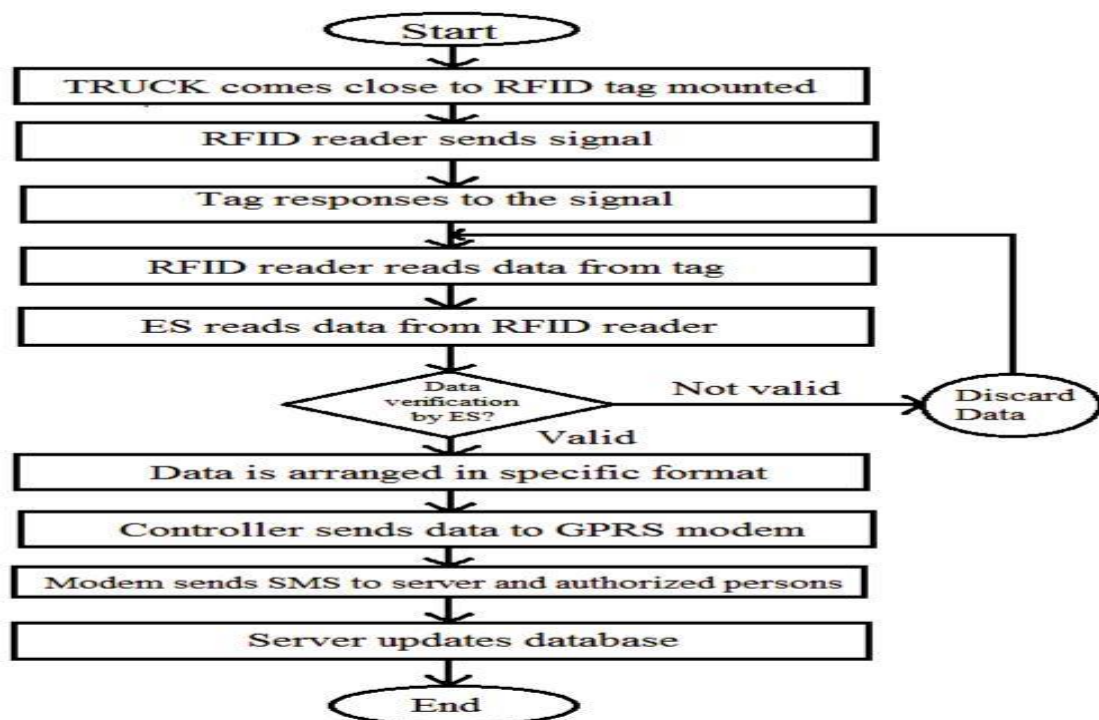 Start
TRUCK comes close to RFID tag mounted
RFID reader sends signal
Tag responses to the signal
RFID reader reads data from tag
ES reads data from RFID reader
Data
verification
by ES?
Not valid
Discard
Data
Valid
Data is arranged in specific format
Controller sends data to GPRS modem
Modem sends SMS to server and authorized persons
Server updates database
End